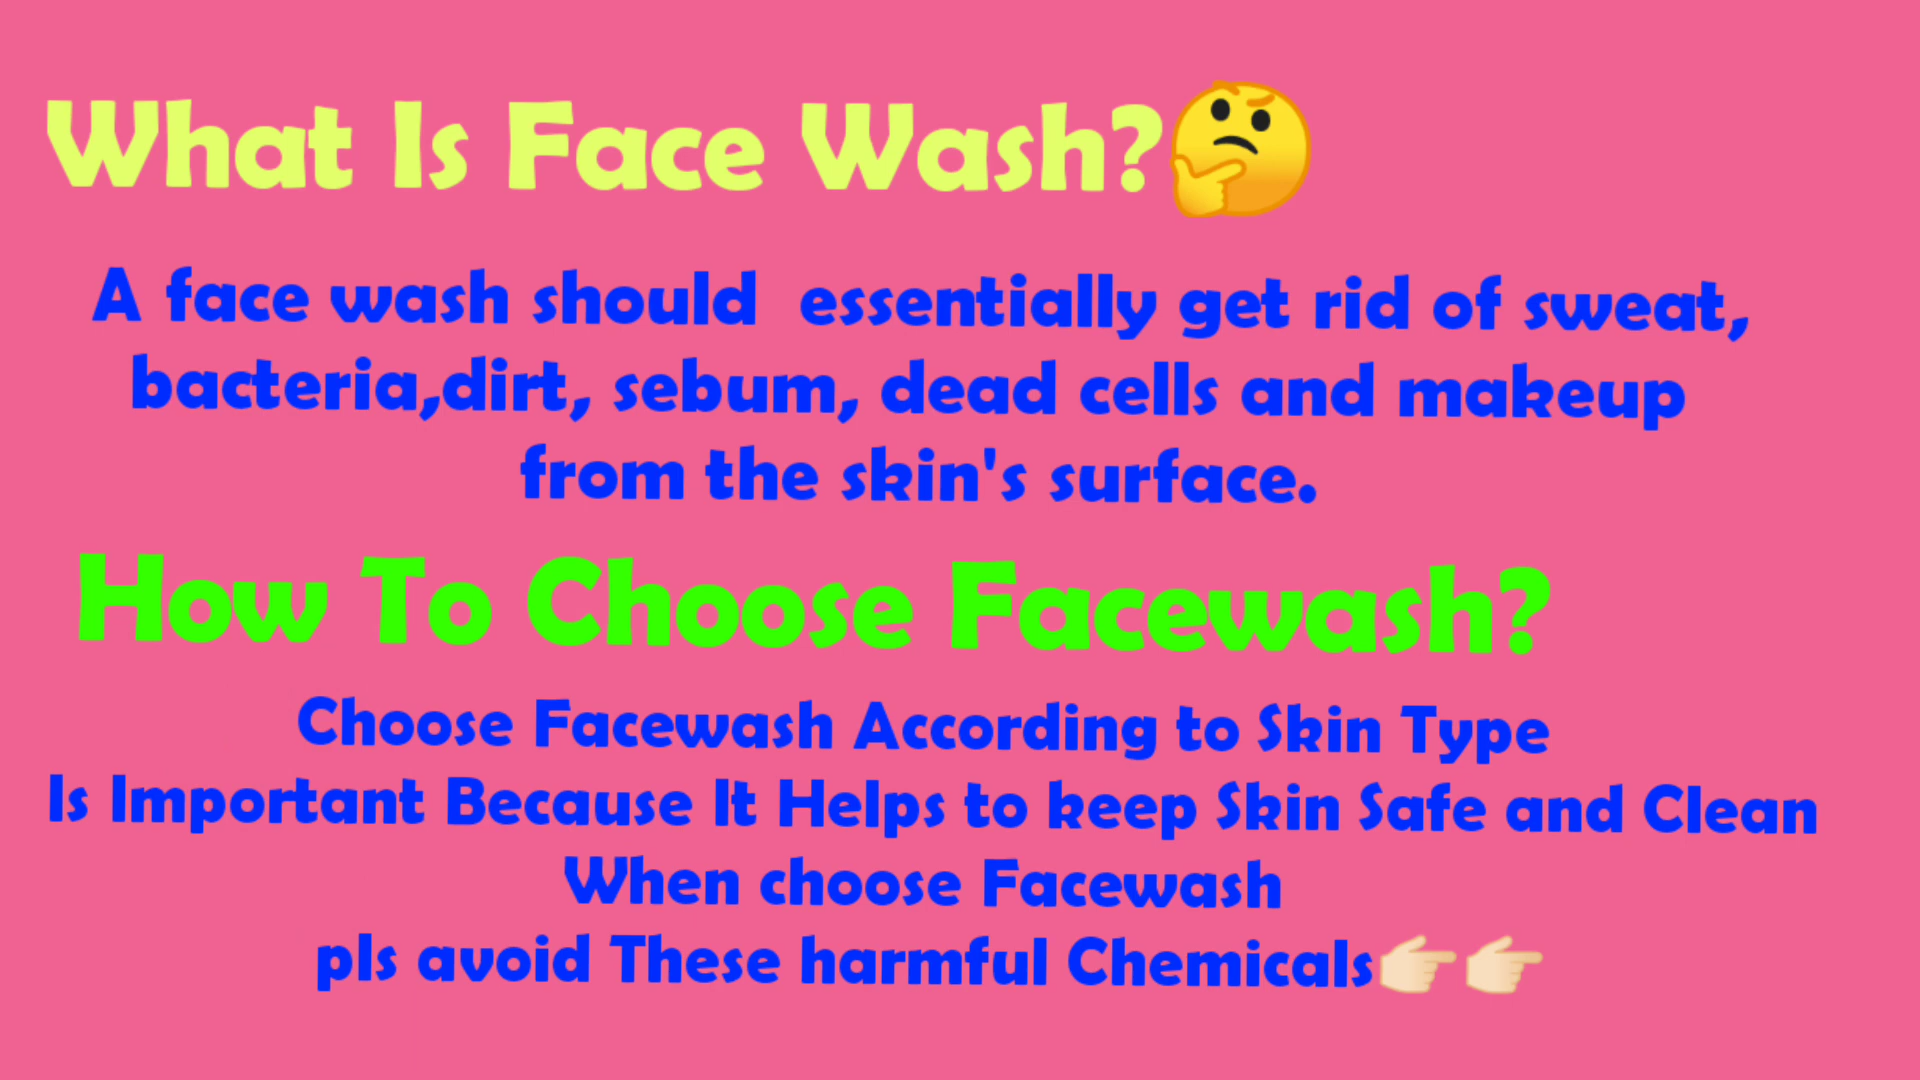 What Is Face Wash?🤔
A face wash should  essentially get rid of sweat,
bacteria,dirt, sebum, dead cells and makeup
from the skin's surface.
How To Choose Facewash?
Choose Facewash According to Skin Type
Is Important Because It Helps to keep Skin Safe and Clean
When choose Facewash
pls avoid These harmful Chemicals👉🏻👉🏻